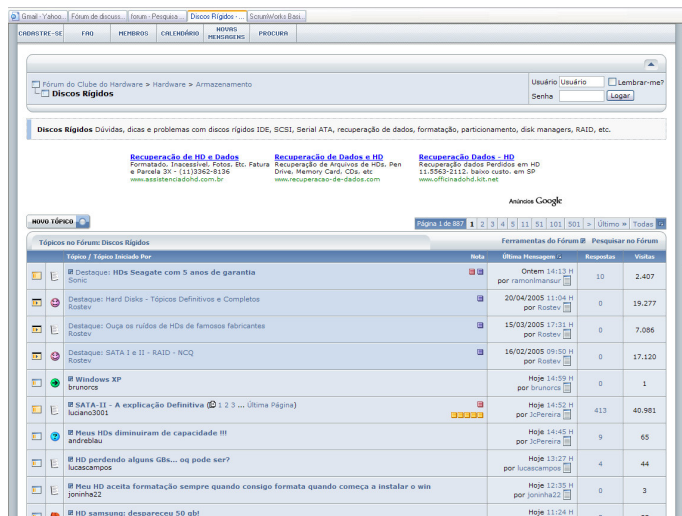 Gmail - Yahoo... Fórum de discuss... forum - Pesquisa ... Discos Rígidos - ... ScrumWorks Basi...
CADASTRE-SE FAQ MEMBROS CALENDÁRIO NOVAS MENSAGENS PROCURA
Fórum do Clube do Hardware > Hardware > Armazenamento
Discos Rígidos
Usuário Usuário Lembrar-me?
Senha Logar
Discos Rígidos Dúvidas, dicas e problemas com discos rígidos IDE, SCSI, Serial ATA, recuperação de dados, formatação, particionamento, disk managers, RAID, etc.
Recuperação de HD e Dados
Formatado, Inacessivel, Fotos, Etc. Fatura
e Parcela 3X - (11)3362-8136
www.assistenciadohd.com.br
Recuperação de Dados e HD
Recuperação de Arquivos de HDs, Pen
Drive, Memory Card, CDs, etc
www.recuperacao-de-dados.com
Recuperação Dados - HD
Recuperação dados Perdidos em HD
11.5563-2112, baixo custo. em SP
www.officinadohd.kit.net
Anúncios Google
NOVO TÓPICO
Página 1 de 887 1 2 3 4 5 11 51 101 501 > Último » Todas
Tópicos no Fórum: Discos Rígidos Ferramentas do Fórum Pesquisar no Fórum
Tópico / Tópico Iniciado Por Nota Última Mensagem Respostas Visitas
Destaque: HDs Seagate com 5 anos de garantia
Sonic
Ontem 14:13 H
por ramonlmansur
10 2.407
Destaque: Hard Disks - Tópicos Definitivos e Completos
Rostev
20/04/2005 11:04 H
por Rostev
0 19.277
Destaque: Ouça os ruídos de HDs de famosos fabricantes
Rostev
15/03/2005 17:31 H
por Rostev
0 7.086
Destaque: SATA I e II - RAID - NCQ
Rostev
16/02/2005 09:50 H
por Rostev
0 17.120
Windows XP
brunorcs
Hoje 14:59 H
por brunorcs
0 1
SATA-II - A explicação Definitiva (1 2 3 ... Última Página)
luciano3001
Hoje 14:52 H
por JcPereira
413 40.981
Meus HDs diminuiram de capacidade !!!
andreblau
Hoje 14:45 H
por JcPereira
9 65
HD perdendo alguns GBs... oq pode ser?
lucascampos
Hoje 13:27 H
por lucascampos
4 44
Meu HD aceita formatação sempre quando consigo formata quando começa a instalar o win
joninha22
Hoje 12:35 H
por joninha22
0 3
HD samsung: despareceu 50 gb!
Hoje 11:24 H